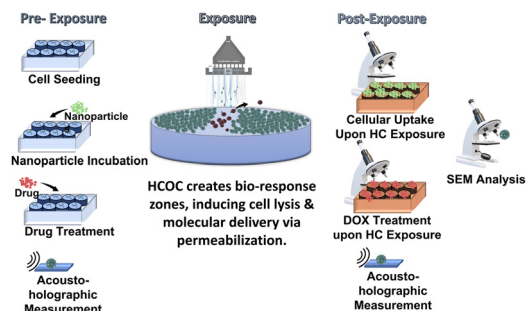 Pre- Exposure
Exposure
Post-Exposure
Cell Seeding
Nanoparticle
Nanoparticle Incubation
Drug
Drug Treatment
Acousto-
holographic
Measurement
HCOC creates bio-response
zones, inducing cell lysis &
molecular delivery via
permeabilization.
Cellular Uptake
Upon HC Exposure
DOX Treatment
upon HC Exposure
Acousto-
holographic
Measurement
SEM Analysis